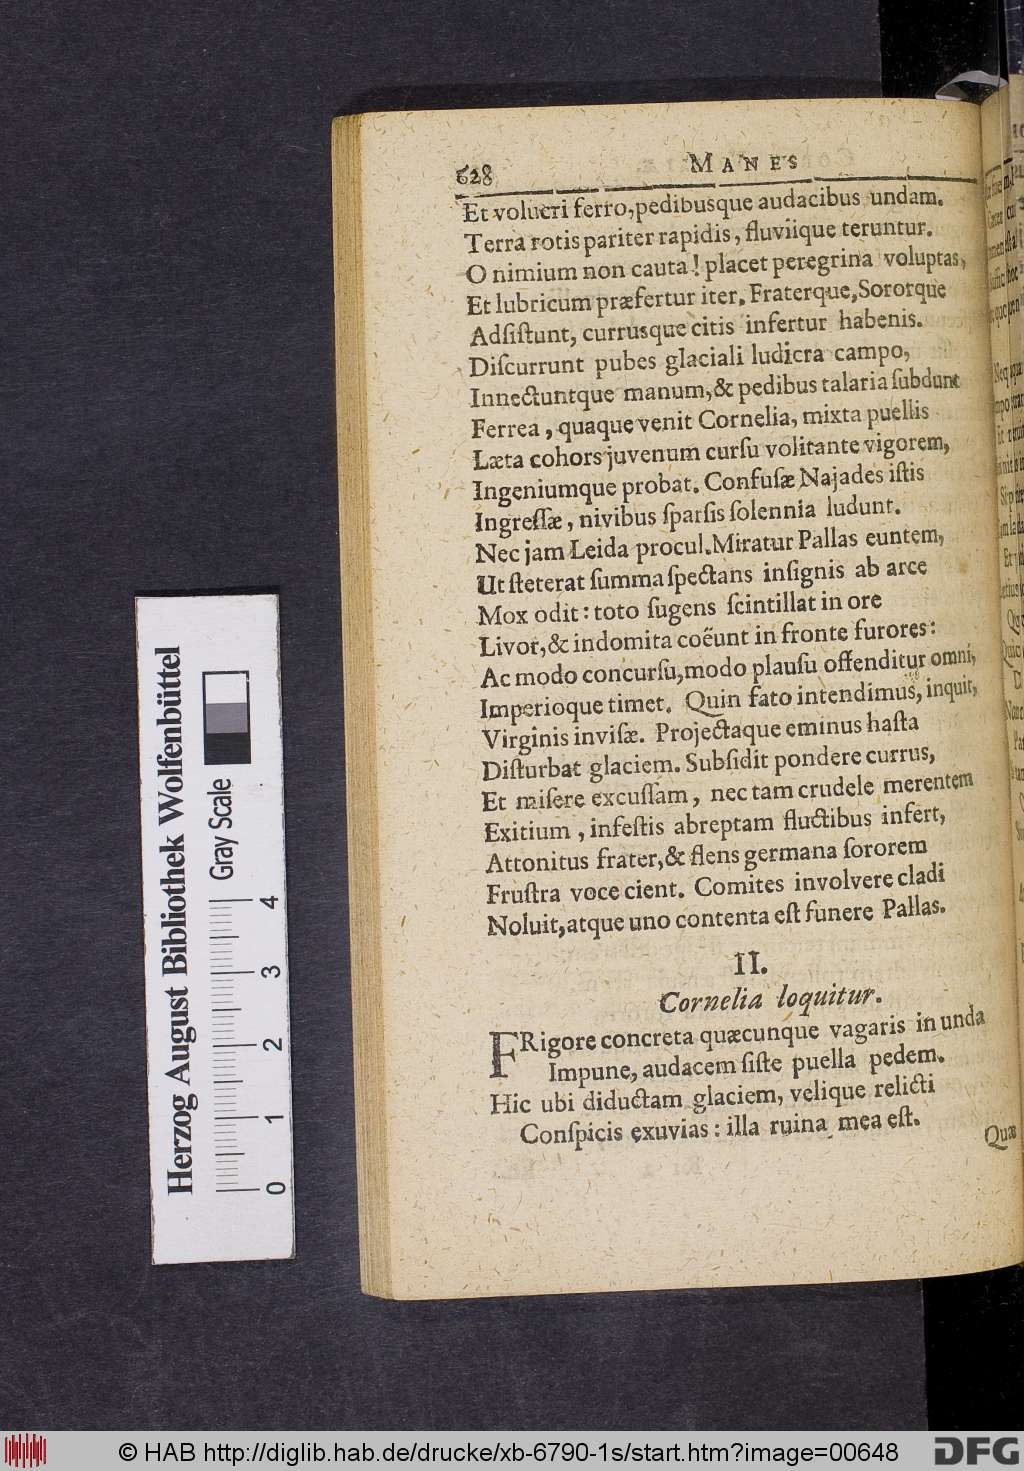 628 MANES
Et volucri ferro, pedibusque audacibus undam.
Terra rotis pariter rapidis, fluviique teruntur.
O nimium non cauta! placet peregrina voluptas,
Et lubricum præfertur iter. Fraterque, Sororque
Adſiſtunt, currusque citis infertur habenis.
Diſcurrunt pubes glaciali ludicra campo,
Innectuntque manum, & pedibus talaria ſubdunt
Ferrea, quaque venit Cornelia, mixta puellis
Læta cohors juvenum curſu volitante vigorem,
Ingeniumque probat. Confuſæ Najades iſtis
Ingreſſæ, nivibus ſparſis ſolennia ludunt.
Nec jam Leida procul. Miratur Pallas euntem,
Ut ſteterat ſumma ſpectans inſignis ab arce
Mox odit: toto ſugens ſcintillat in ore
Livor, & indomita coëunt in fronte furores:
Ac modo concurſu, modo plauſu offenditur omni,
Imperioque timet. Quin fato intendimus, inquit,
Virginis inviſæ. Projectaque eminus haſta
Diſturbat glaciem. Subſidit pondere currus,
Et miſere excuſſam, nec tam crudele merentem
Exitium, infeſtis abreptam fluctibus infert,
Attonitus frater, & flens germana ſororem
Fruſtra voce cient. Comites involvere cladi
Noluit, atque uno contenta eſt funere Pallas.
II.
Cornelia loquitur.
FRigore concreta quæcunque vagaris in unda
Impune, audacem ſiſte puella pedem.
Hic ubi diductam glaciem, velique relicti
Conſpicis exuvias: illa ruina mea eſt.
Quæ
Herzog August Bibliothek Wolfenbüttel
Gray Scale
0 1 2 3 4
© HAB http://diglib.hab.de/drucke/xb-6790-1s/start.htm?image=00648
DFG